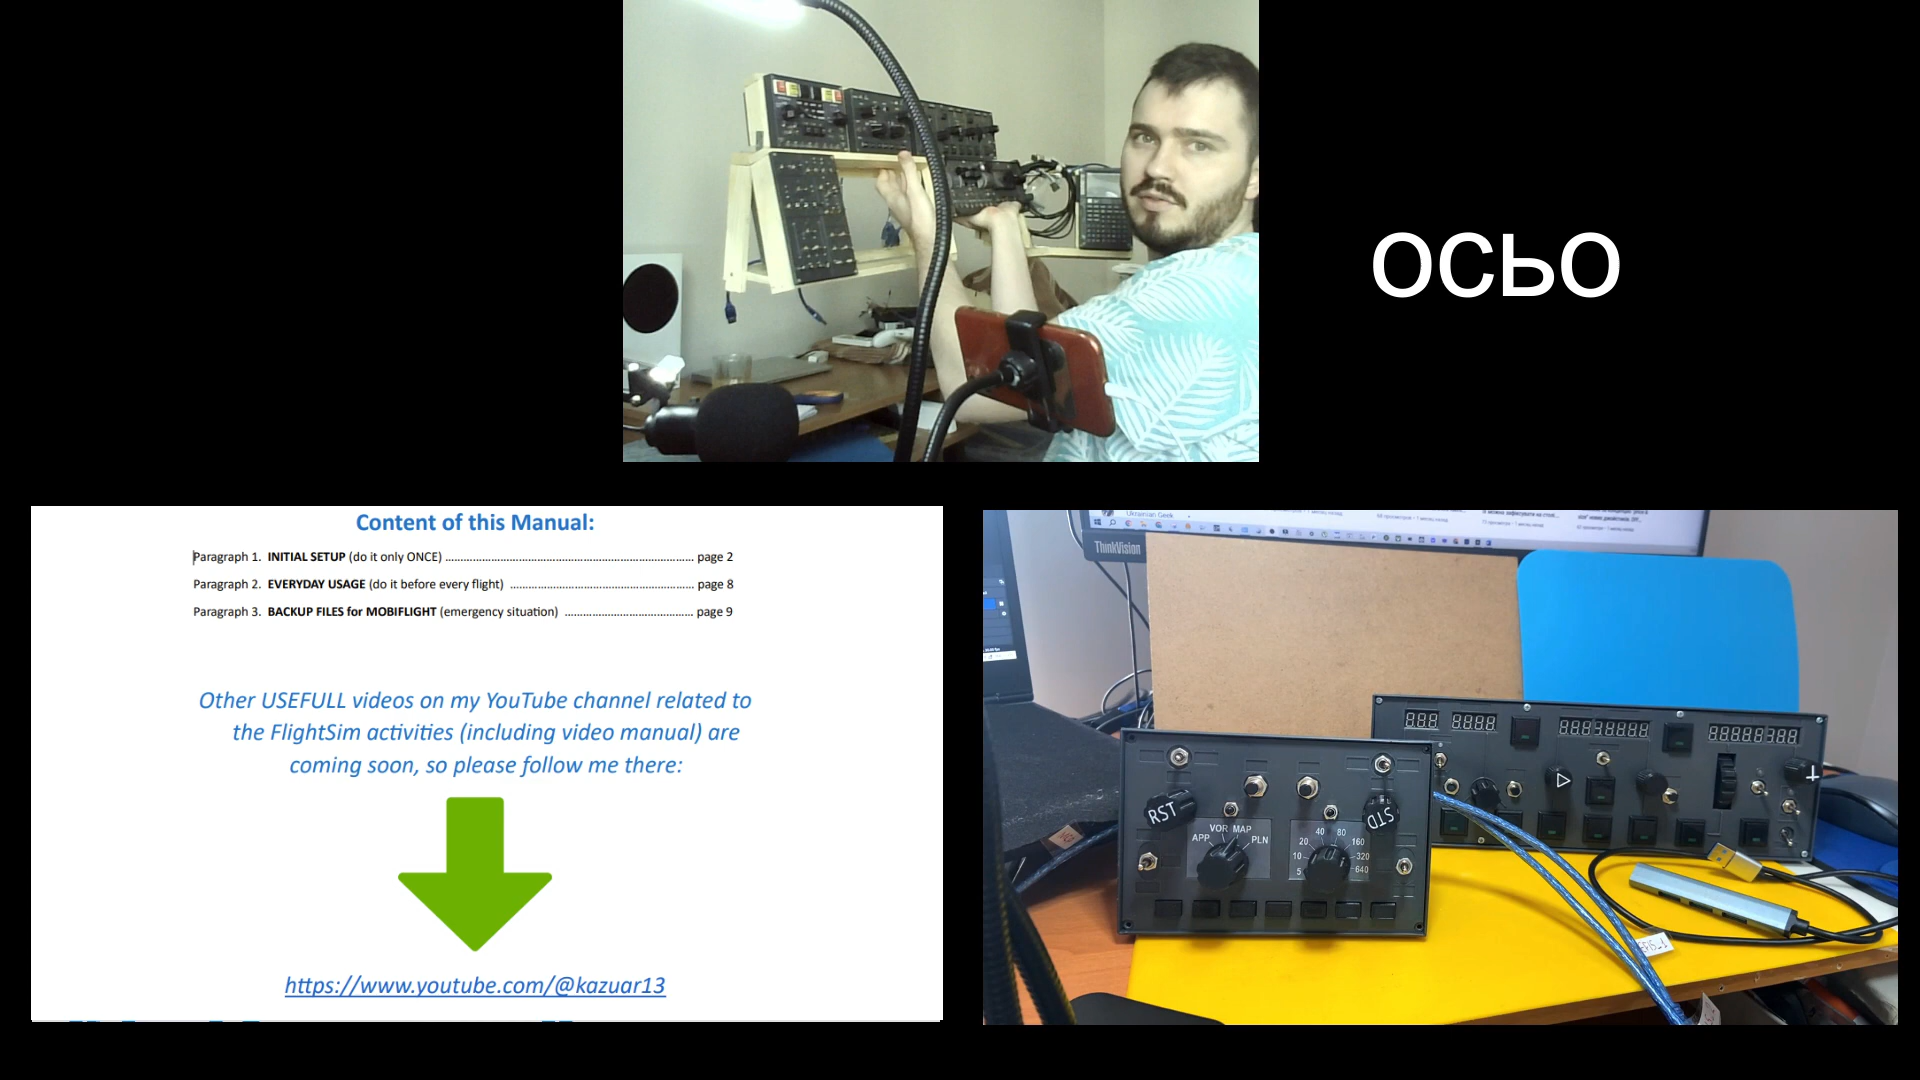 осьо
Content of this Manual:
Paragraph 1. INITIAL SETUP (do it only ONCE) ........................................................................ page 2
Paragraph 2. EVERYDAY USAGE (do it before every flight) ..................................................... page 8
Paragraph 3. BACKUP FILES for MOBIFLIGHT (emergency situation) ..................................... page 9
Other USEFULL videos on my YouTube channel related to
the FlightSim activities (including video manual) are
coming soon, so please follow me there:
https://www.youtube.com/@kazuar13
Ukrainian Geek
ThinkVision
RST
STD
APP VOR MAP PLN
5 10 20 40 80 160 320 640